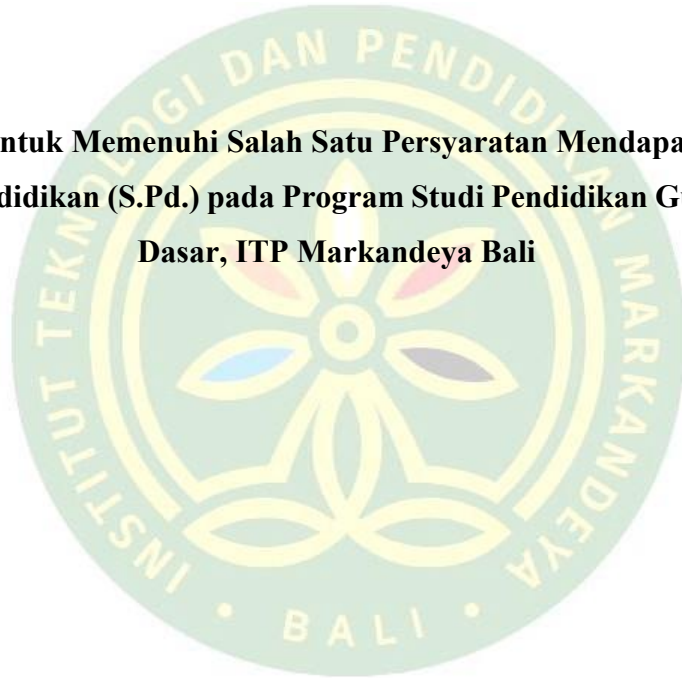 ntuk Memenuhi Salah Satu Persyaratan Mendapa
didikan (S.Pd.) pada Program Studi Pendidikan G
Dasar, ITP Markandeya Bali
INSTITUT TEKNOLOGI DAN PENDIDIKAN MARKANDEYA
• BALI •